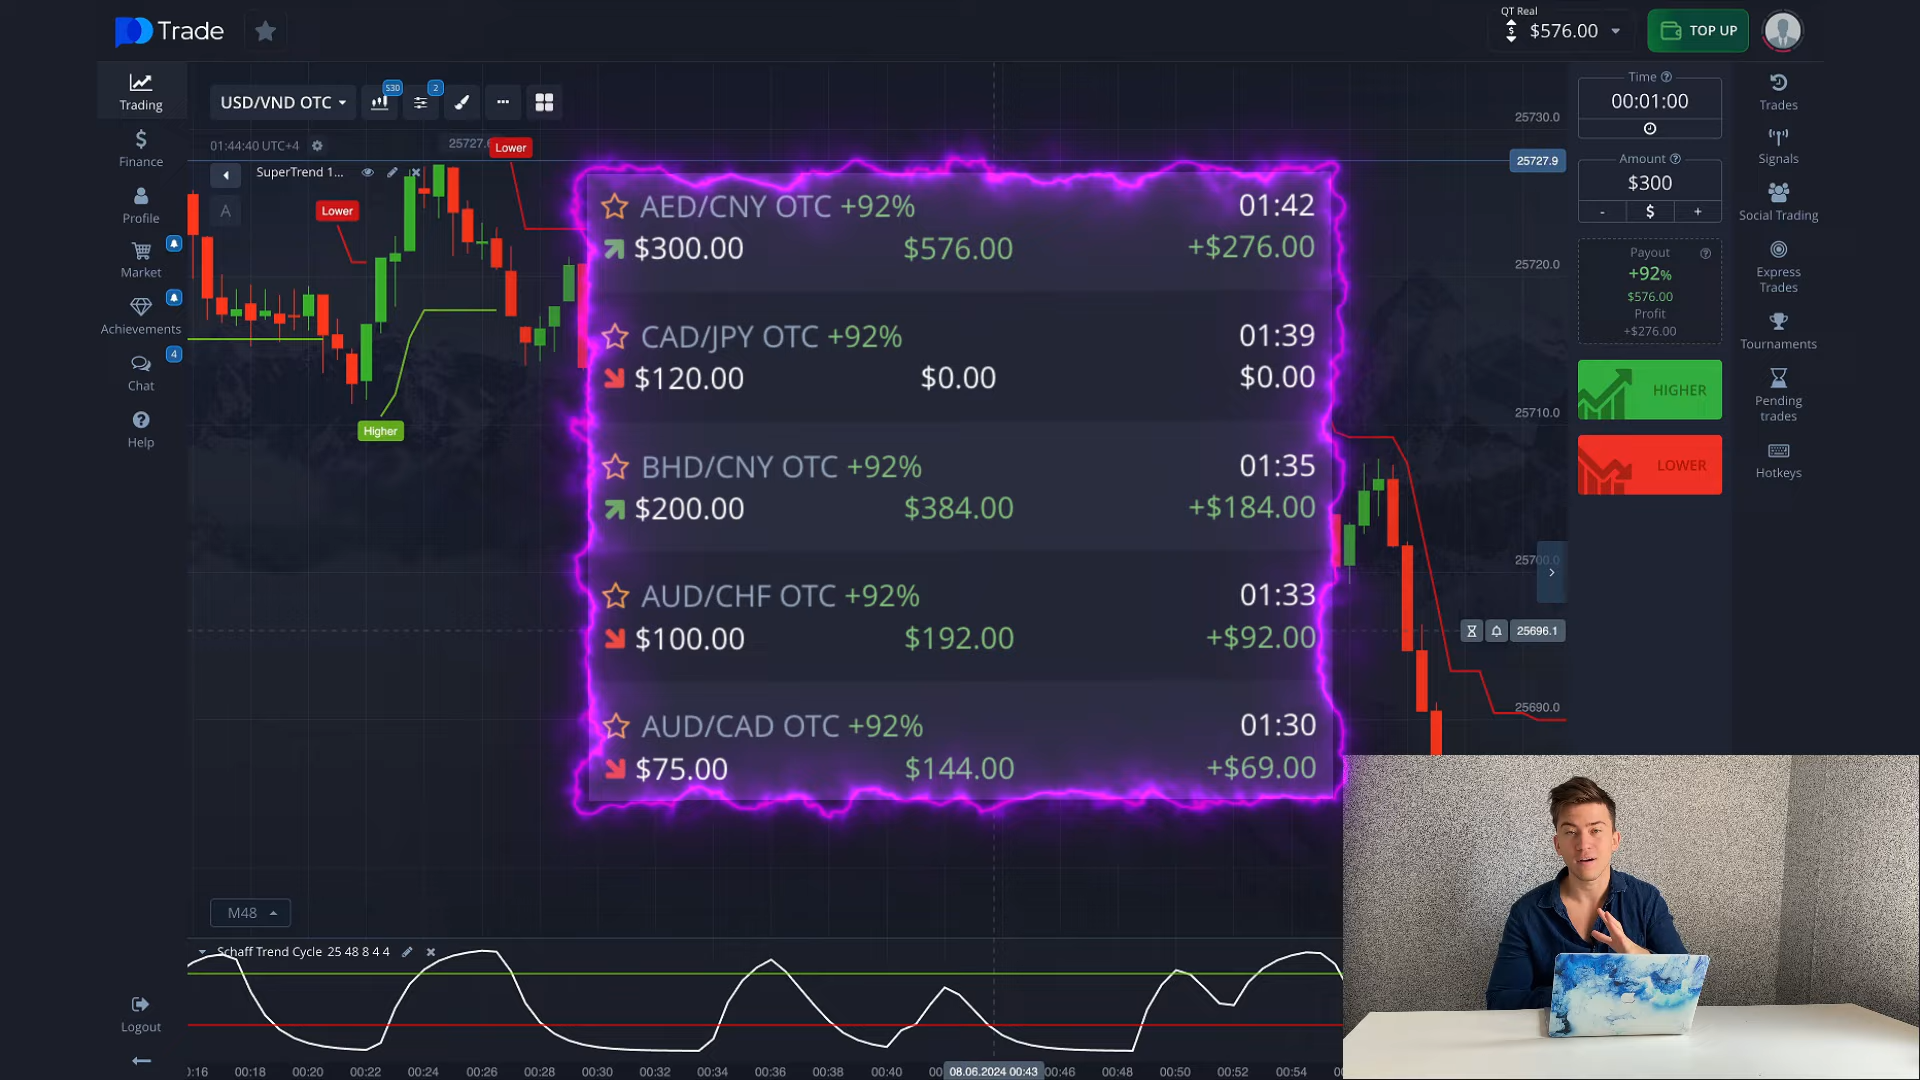 Trade
QT Real
$576.00
TOP UP
Trading
Finance
Profile
Market
Achievements
4
Chat
Help
Logout
USD/VND OTC
S30
2
01:44:40 UTC+4
SuperTrend 1...
A
Lower
Higher
Lower
AED/CNY OTC +92% 01:42
$300.00 $576.00 +$276.00
CAD/JPY OTC +92% 01:39
$120.00 $0.00 $0.00
BHD/CNY OTC +92% 01:35
$200.00 $384.00 +$184.00
AUD/CHF OTC +92% 01:33
$100.00 $192.00 +$92.00
AUD/CAD OTC +92% 01:30
$75.00 $144.00 +$69.00
25730.0
25727.9
25720.0
25710.0
25700.0
25696.1
25690.0
Time
00:01:00
Amount
$300
- $ +
Payout
+92%
$576.00
Profit
+$276.00
HIGHER
LOWER
Trades
Signals
Social Trading
Express
Trades
Tournaments
Pending
trades
Hotkeys
M48
Schaff Trend Cycle 25 48 8 4 4
:16 00:18 00:20 00:22 00:24 00:26 00:28 00:30 00:32 00:34 00:36 00:38 00:40 08.06.2024 00:43 00:46 00:48 00:50 00:52 00:54